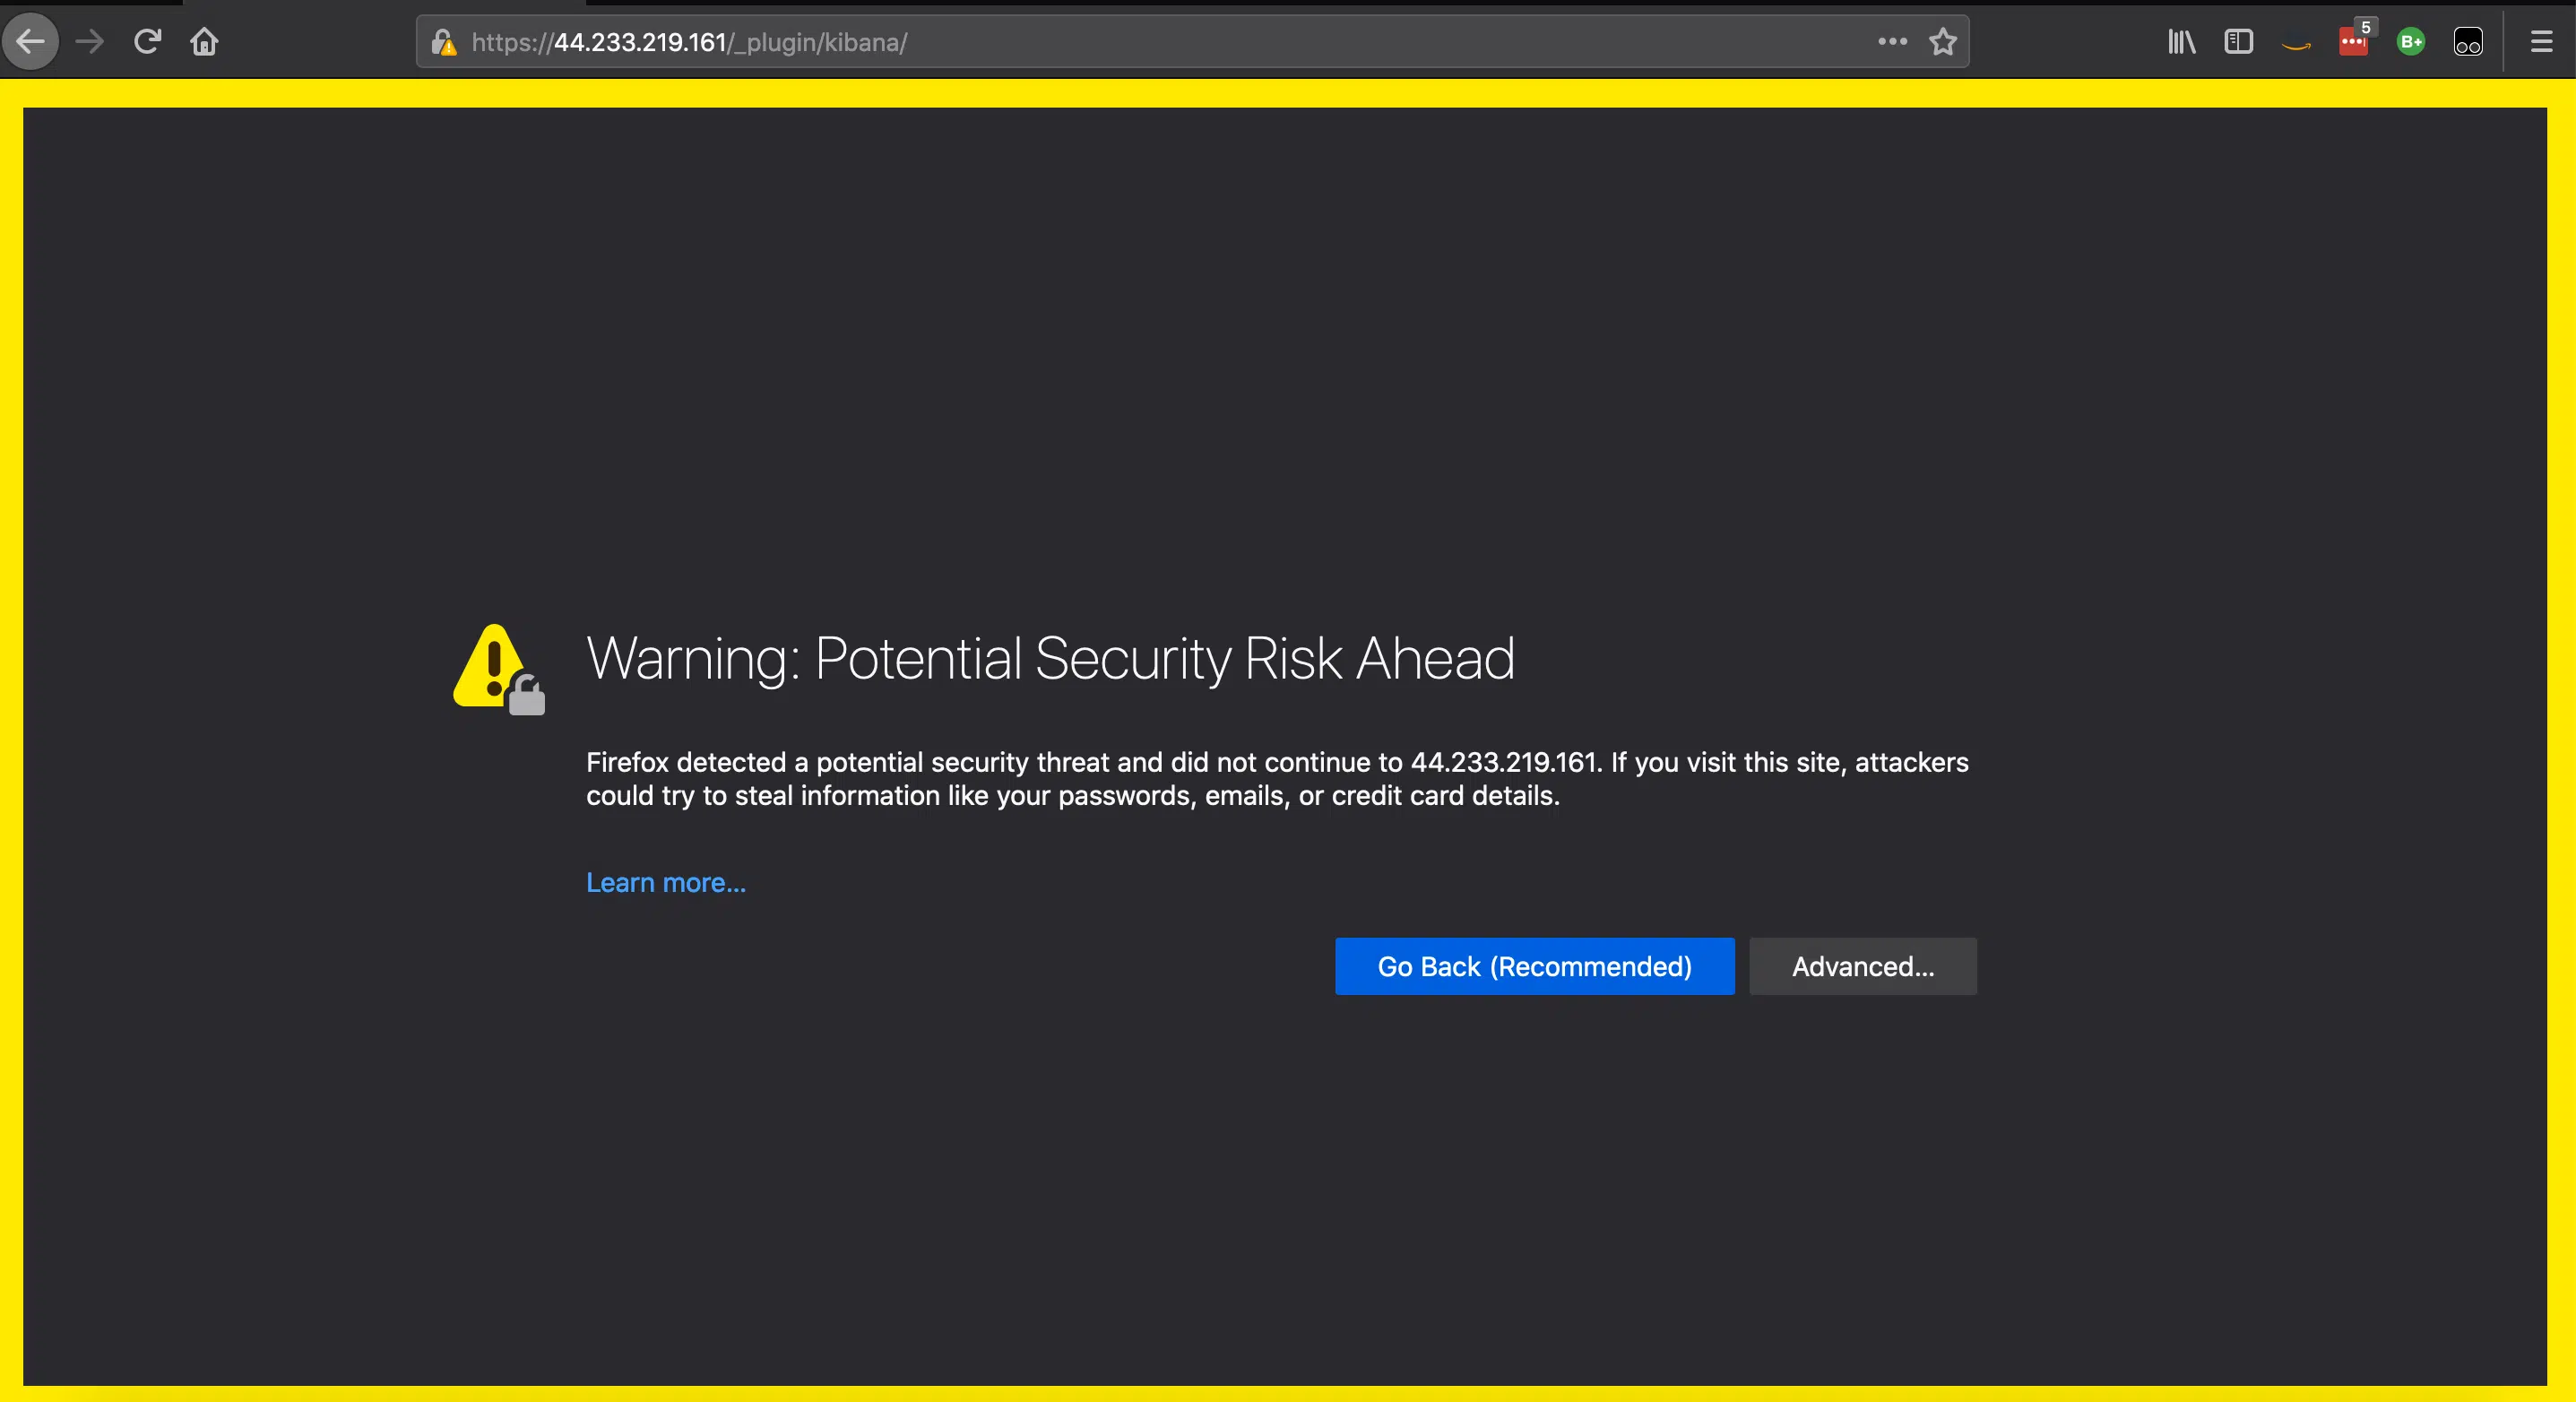 https://44.233.219.161/_plugin/kibana/
5
B+
Warning: Potential Security Risk Ahead
Firefox detected a potential security threat and did not continue to 44.233.219.161. If you visit this site, attackers
could try to steal information like your passwords, emails, or credit card details.
Learn more...
Go Back (Recommended)
Advanced...